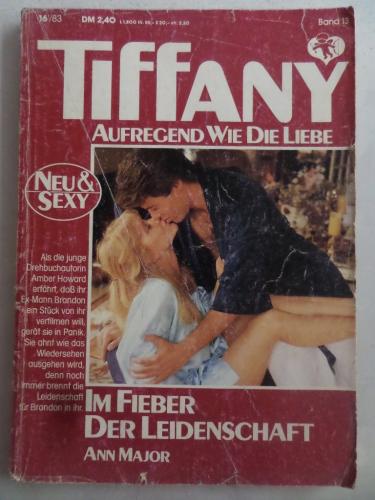 16/83
DM 2,40
Band 13
TIFFANY
AUFREGEND WIE DIE LIEBE
NEU &
SEXY
Als die junge
Drehbuchautorin
Amber Howard
erfährt, daß ihr
Ex-Mann Brandon
ein Stück von ihr
verfilmen will,
gerät sie in Panik.
Sie ahnt wie das
Wiedersehen
ausgehen wird,
denn noch
immer brennt die
Leidenschaft
für Brandon in ihr.
IM FIEBER
DER LEIDENSCHAFT
ANN MAJOR